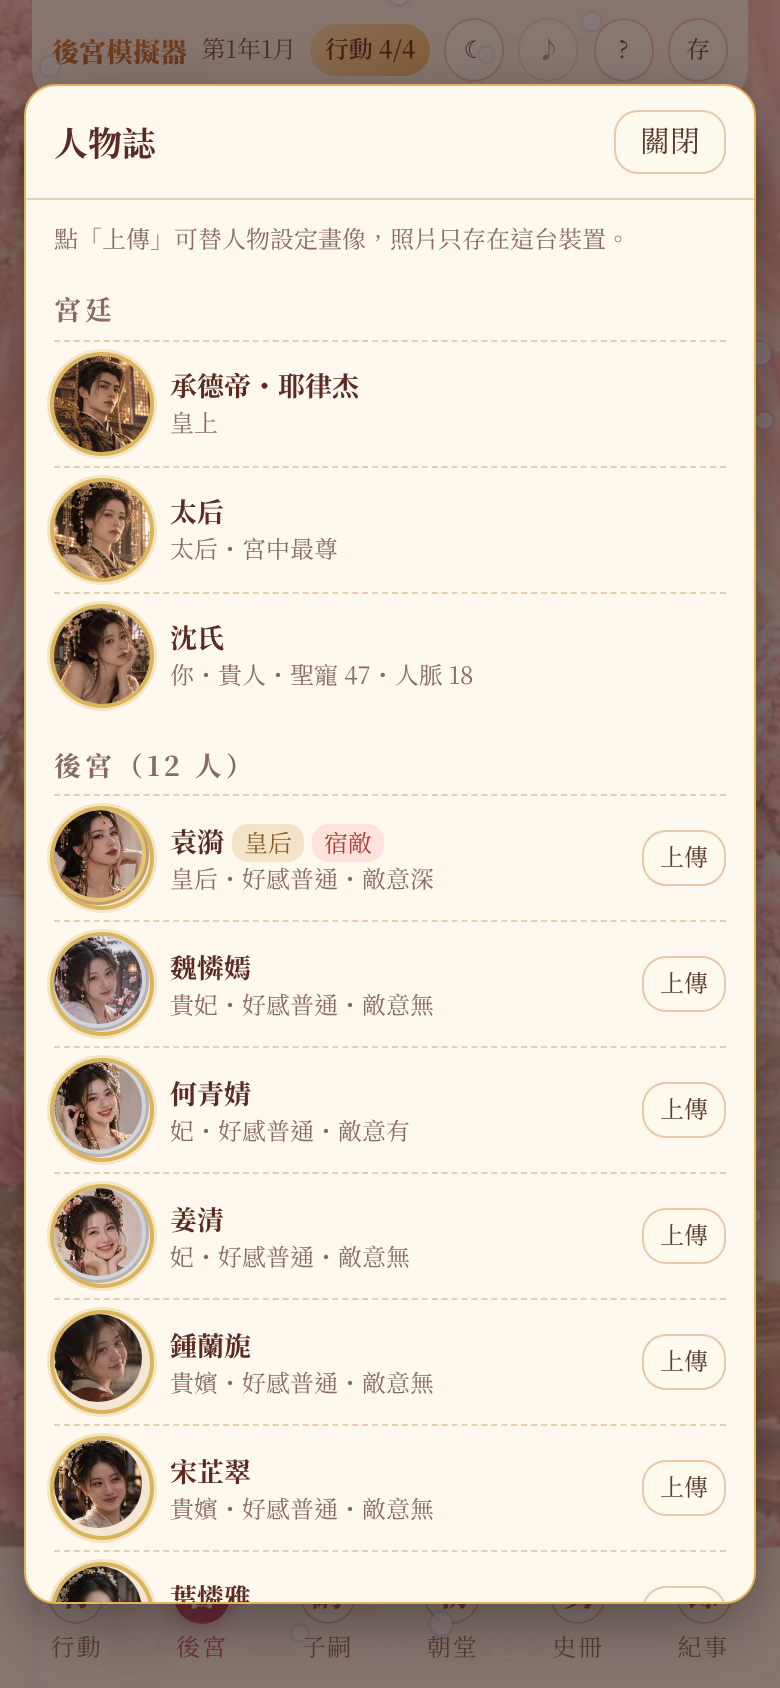 後宮模擬器 第1年1月 行動 4/4 ☾ ♪ ? 存
人物誌 關閉
點「上傳」可替人物設定畫像，照片只存在這台裝置。
宮廷
承德帝・耶律杰
皇上
太后
太后・宮中最尊
沈氏
你・貴人・聖寵 47・人脈 18
後宮（12 人）
袁漪 皇后 宿敵
皇后・好感普通・敵意深
上傳
魏憐嫣
貴妃・好感普通・敵意無
上傳
何青婧
妃・好感普通・敵意有
上傳
姜清
妃・好感普通・敵意無
上傳
鍾蘭旎
貴嬪・好感普通・敵意無
上傳
宋芷翠
貴嬪・好感普通・敵意無
上傳
葉憐雅
行動 後宮 子嗣 朝堂 史冊 紀事